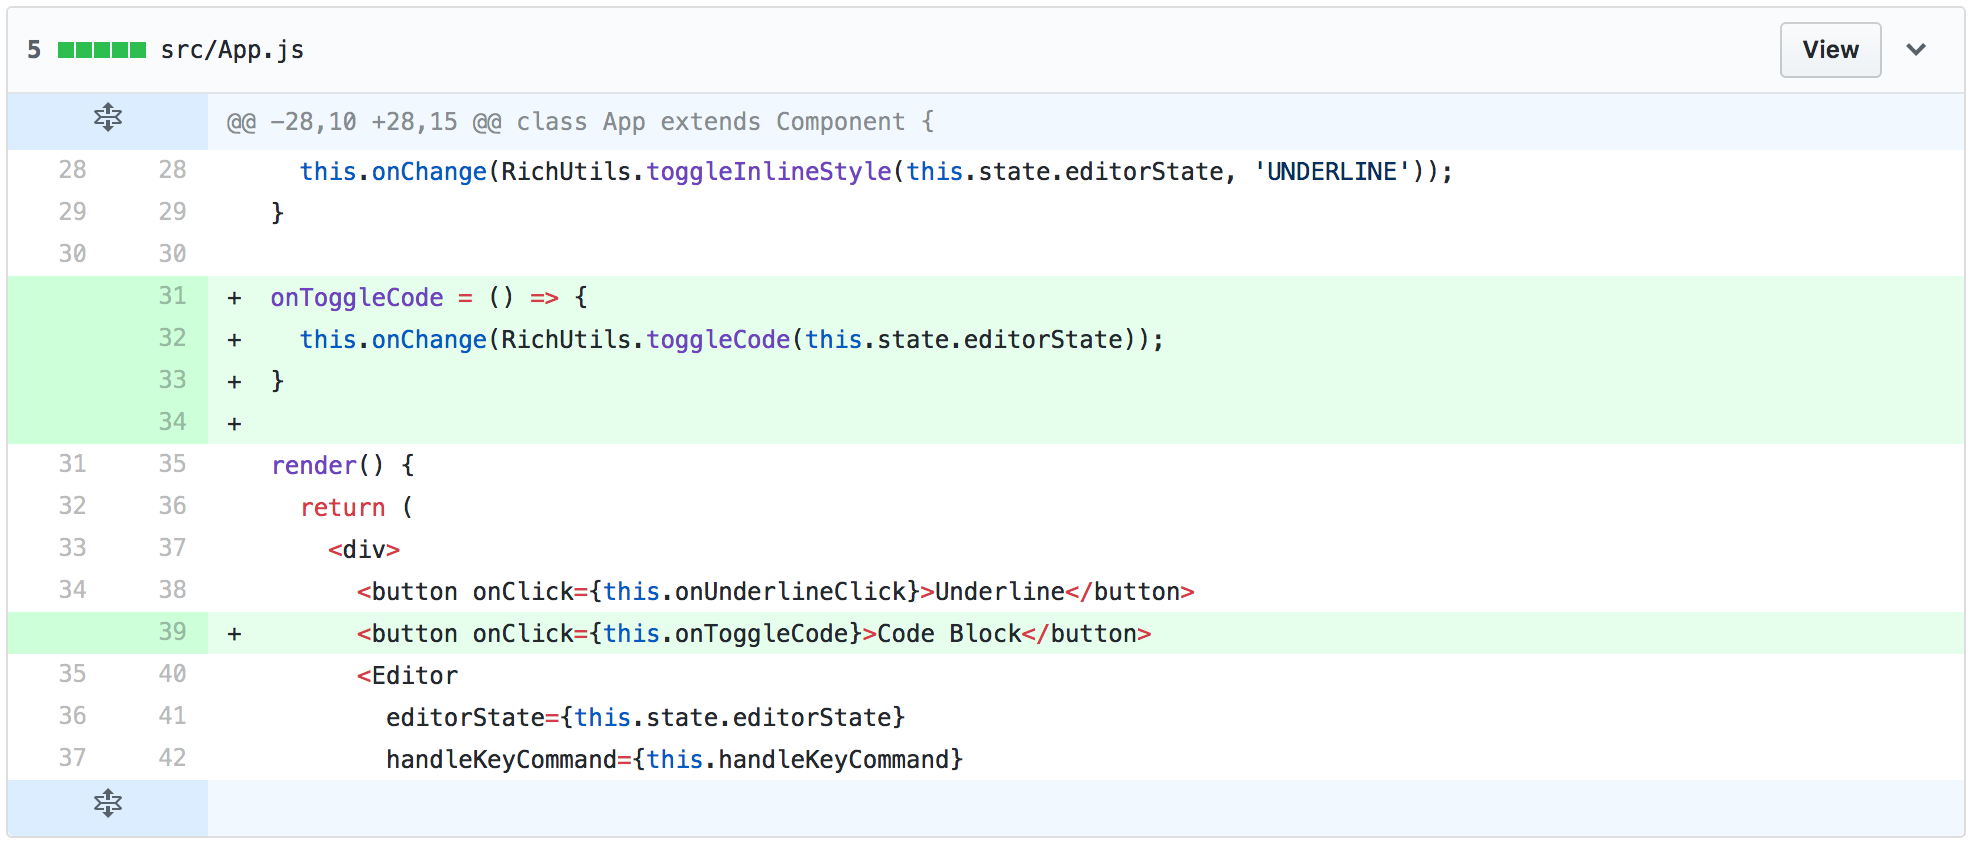 5 src/App.js View
@@ -28,10 +28,15 @@ class App extends Component {
28 28 this.onChange(RichUtils.toggleInlineStyle(this.state.editorState, 'UNDERLINE'));
29 29 }
30 30
31 + onToggleCode = () => {
32 + this.onChange(RichUtils.toggleCode(this.state.editorState));
33 + }
34 +
31 35 render() {
32 36 return (
33 37 <div>
34 38 <button onClick={this.onUnderlineClick}>Underline</button>
39 + <button onClick={this.onToggleCode}>Code Block</button>
35 40 <Editor
36 41 editorState={this.state.editorState}
37 42 handleKeyCommand={this.handleKeyCommand}